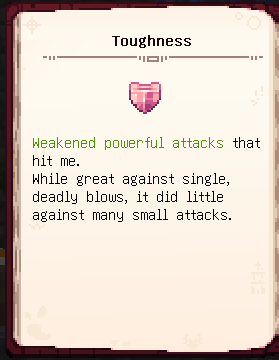 Toughness
Weakened powerful attacks that
hit me.
While great against single,
deadly blows, it did little
against many small attacks.